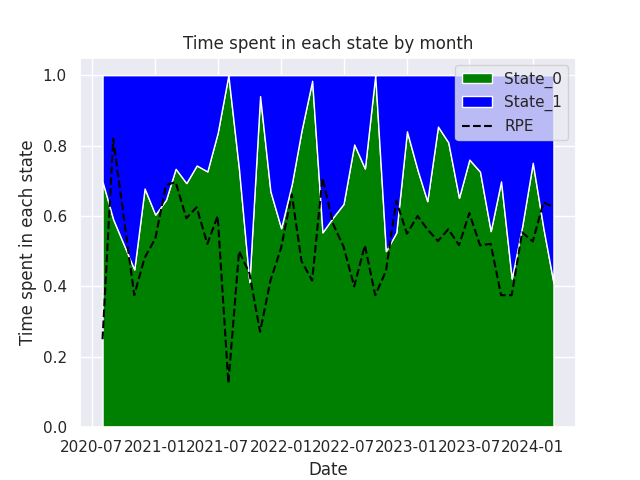 Time spent in each state by month
State_0
State_1
RPE
Time spent in each state
1.0
0.8
0.6
0.4
0.2
0.0
2020-07 2021-01 2021-07 2022-01 2022-07 2023-01 2023-07 2024-01
Date